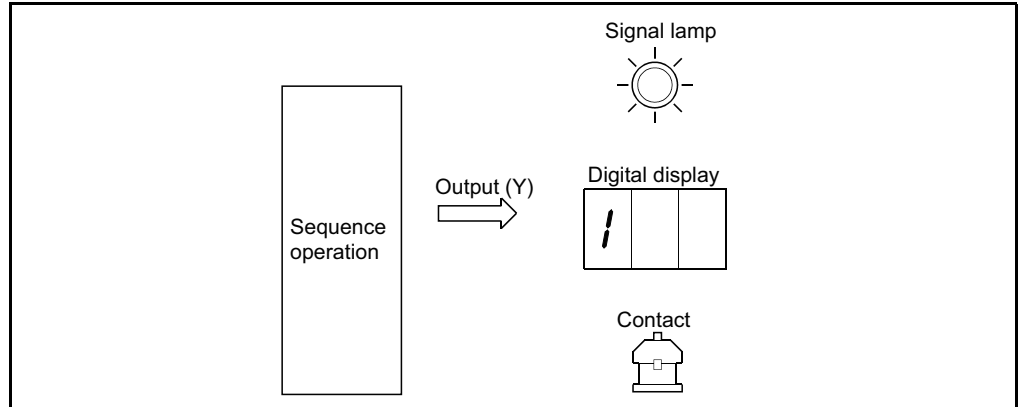 Signal lamp
Output (Y)
Digital display
1
Sequence
operation
Contact